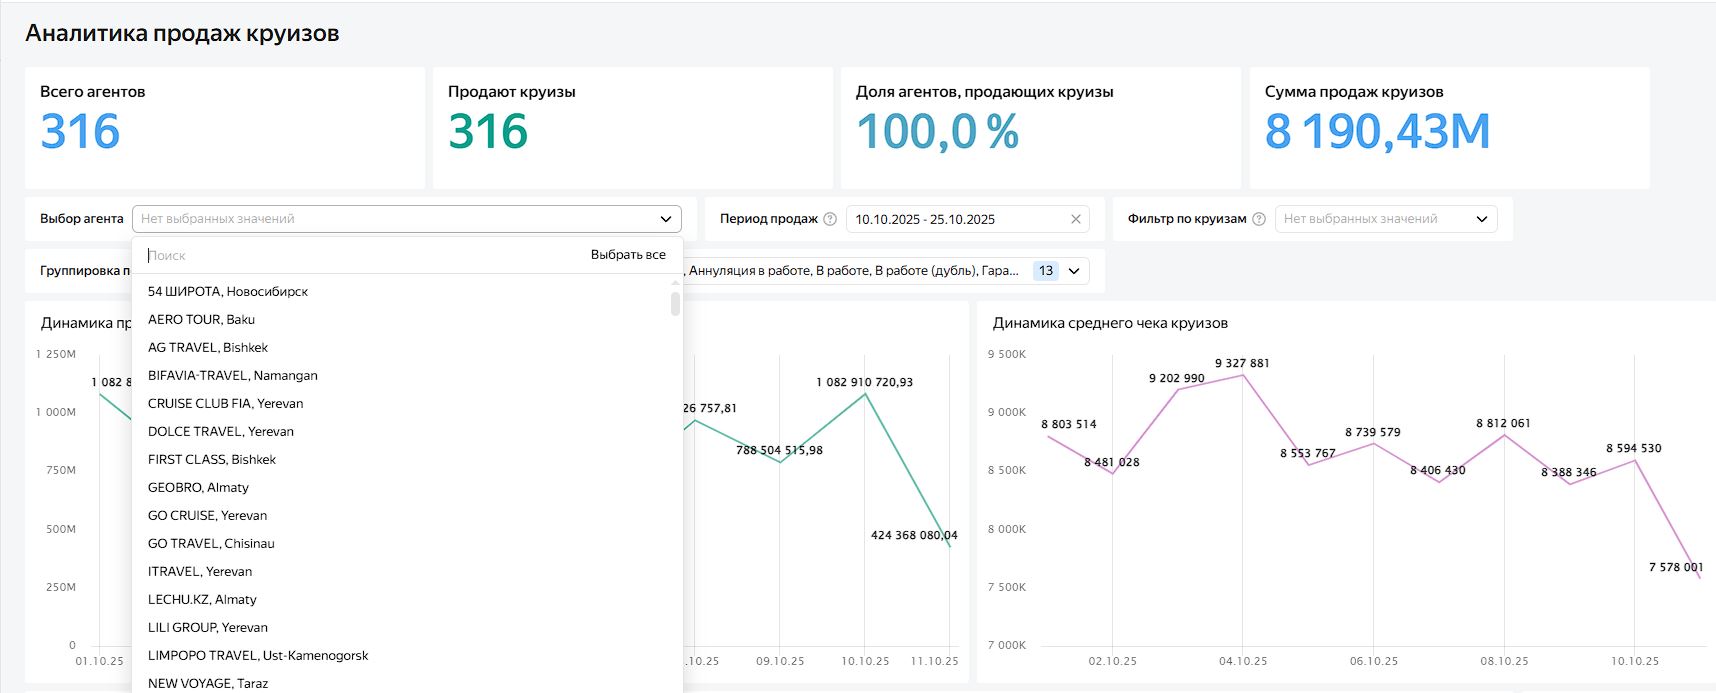 Аналитика продаж круизов
Всего агентов
316
Продают круизы
316
Доля агентов, продающих круизы
100,0 %
Сумма продаж круизов
8 190,43M
Выбор агента
Нет выбранных значений
Период продаж
10.10.2025 - 25.10.2025
Фильтр по круизам
Нет выбранных значений
Поиск
Выбрать все
Группировка п
, Аннуляция в работе, В работе, В работе (дубль), Гара...
13
54 ШИРОТА, Новосибирск
AERO TOUR, Baku
AG TRAVEL, Bishkek
BIFAVIA-TRAVEL, Namangan
CRUISE CLUB FIA, Yerevan
DOLCE TRAVEL, Yerevan
FIRST CLASS, Bishkek
GEOBRO, Almaty
GO CRUISE, Yerevan
GO TRAVEL, Chisinau
ITRAVEL, Yerevan
LECHU.KZ, Almaty
LILI GROUP, Yerevan
LIMPOPO TRAVEL, Ust-Kamenogorsk
NEW VOYAGE, Taraz
Динамика пр
1 250M
1 000M
750M
500M
250M
0
1 082 8
26 757,81
788 504 515,98
1 082 910 720,93
424 368 080,04
01.10.25
.10.25
09.10.25
10.10.25
11.10.25
Динамика среднего чека круизов
9 500K
9 000K
8 500K
8 000K
7 500K
7 000K
8 803 514
8 481 028
9 202 990
9 327 881
8 553 767
8 739 579
8 406 430
8 812 061
8 388 346
8 594 530
7 578 001
02.10.25
04.10.25
06.10.25
08.10.25
10.10.25